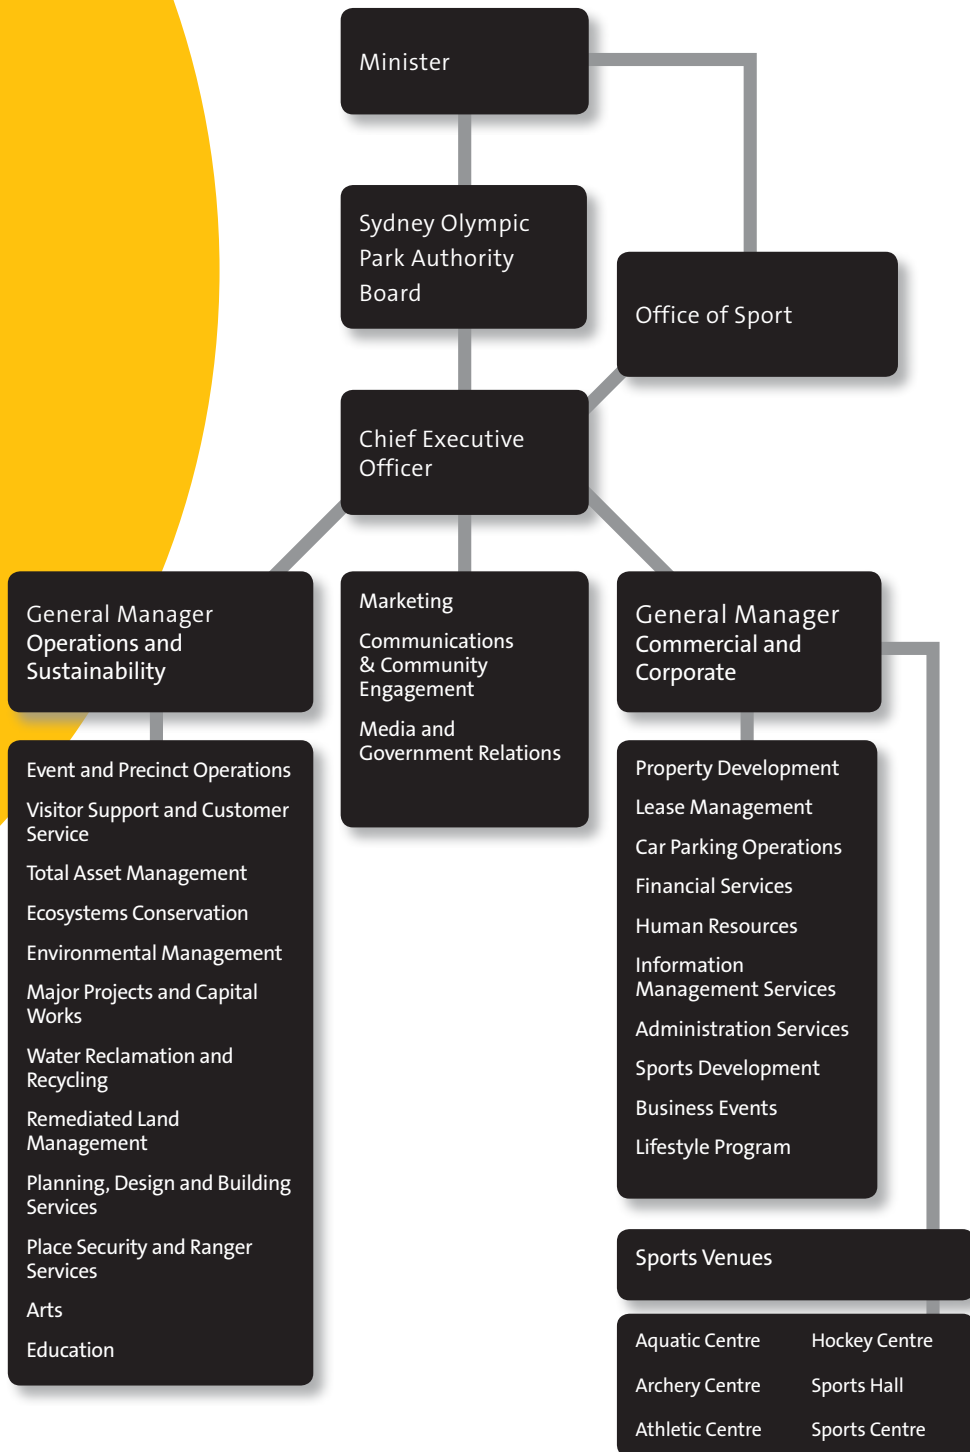 Minister
Sydney Olympic
Park Authority
Board
Office of Sport
Chief Executive
Officer
General Manager
Operations and
Sustainability
Event and Precinct Operations
Visitor Support and Customer
Service
Total Asset Management
Ecosystems Conservation
Environmental Management
Major Projects and Capital
Works
Water Reclamation and
Recycling
Remediated Land
Management
Planning, Design and Building
Services
Place Security and Ranger
Services
Arts
Education
Marketing
Communications
& Community
Engagement
Media and
Government Relations
General Manager
Commercial and
Corporate
Property Development
Lease Management
Car Parking Operations
Financial Services
Human Resources
Information
Management Services
Administration Services
Sports Development
Business Events
Lifestyle Program
Sports Venues
Aquatic Centre
Archery Centre
Athletic Centre
Hockey Centre
Sports Hall
Sports Centre